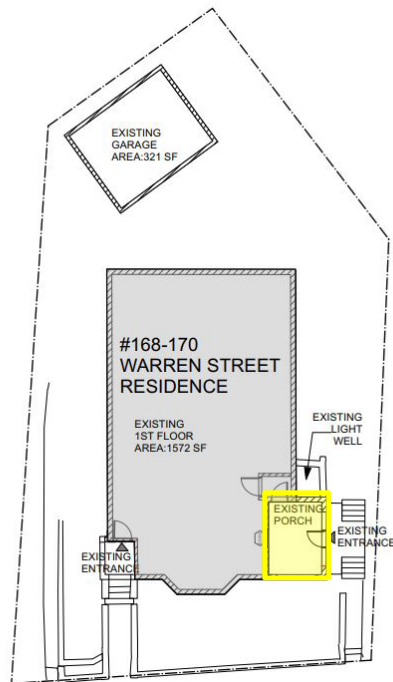 EXISTING
GARAGE
AREA:321 SF
#168-170
WARREN STREET
RESIDENCE
EXISTING
1ST FLOOR
AREA:1572 SF
EXISTING
LIGHT
WELL
EXISTING
PORCH
EXISTING
ENTRANCE
EXISTING
ENTRANCE